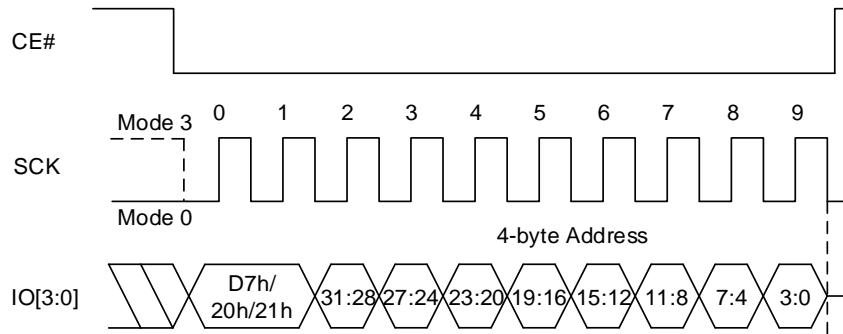 CE#
0 1 2 3 4 5 6 7 8 9
Mode 3
SCK
Mode 0
4-byte Address
IO[3:0]
D7h/
20h/21h
31:28 27:24 23:20 19:16 15:12 11:8 7:4 3:0